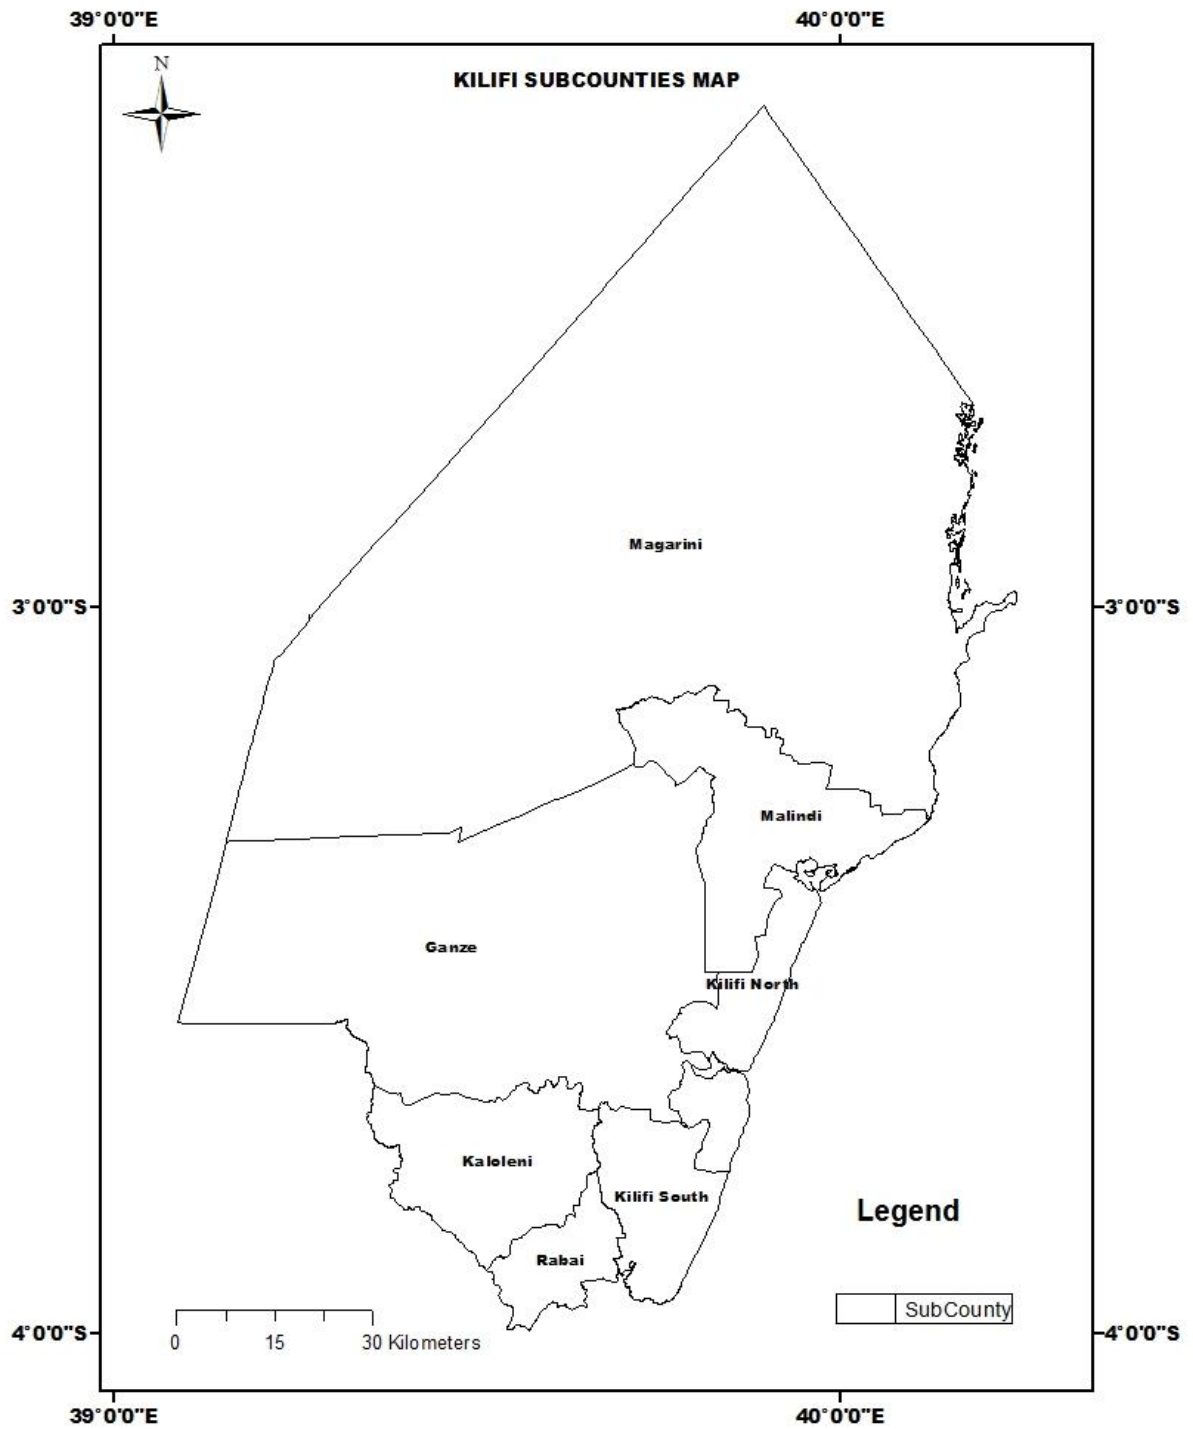 39°0'0"E 40°0'0"E
N
KILIFI SUBCOUNTIES MAP
Magarini
3°0'0"S 3°0'0"S
Malindi
Ganze
Kilifi North
Kaloleni
Kilifi South
Legend
Rabai
SubCounty
0 15 30 Kilometers
4°0'0"S 4°0'0"S
39°0'0"E 40°0'0"E